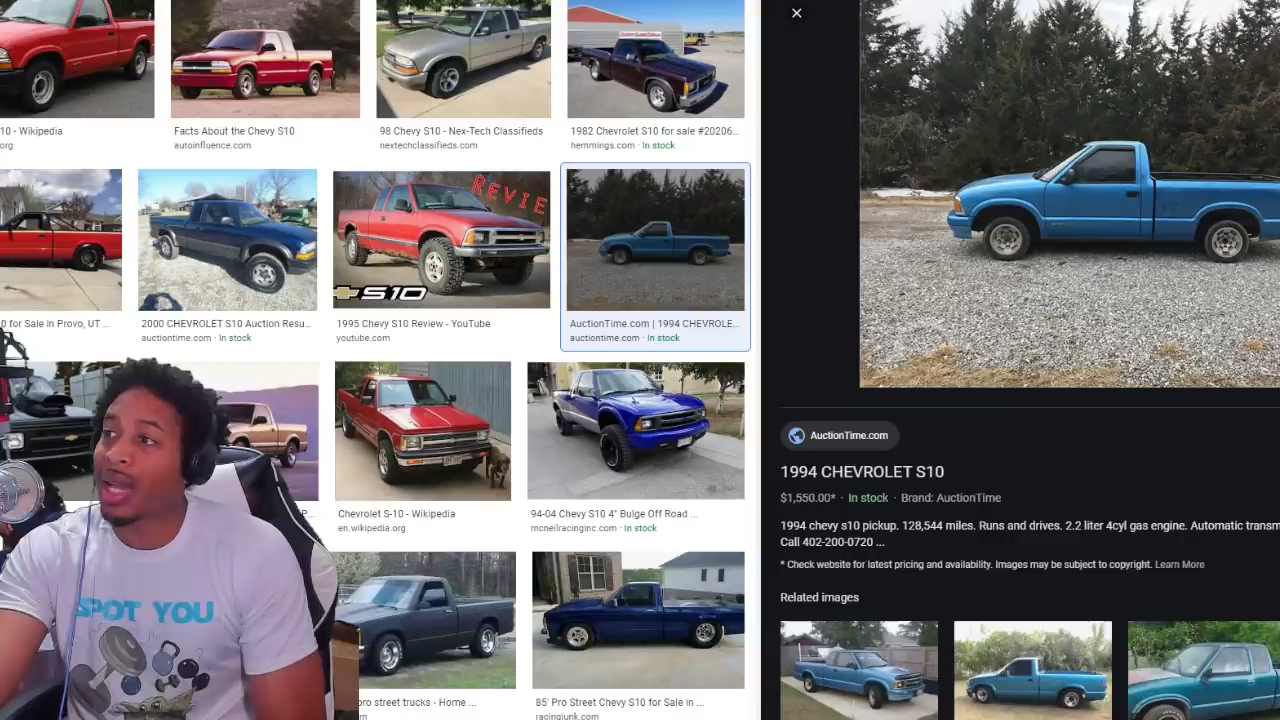 10 - Wikipedia
org
Facts About the Chevy S10
autoinfluence.com
98 Chevy S10 - Nex-Tech Classifieds
nextechclassifieds.com
1982 Chevrolet S10 for sale #20206...
hemmings.com · In stock
REVIE
S10
0 for Sale in Provo, UT ...
2000 CHEVROLET S10 Auction Resu...
auctiontime.com · In stock
1995 Chevy S10 Review - YouTube
youtube.com
AuctionTime.com | 1994 CHEVROLE...
auctiontime.com · In stock
Chevrolet S-10 - Wikipedia
en.wikipedia.org
94-04 Chevy S10 4" Bulge Off Road ...
mcneilracinginc.com · In stock
pro street trucks - Home ...
m
85' Pro Street Chevy S10 for Sale in ...
racingjunk.com
SPOT YOU
AuctionTime.com
1994 CHEVROLET S10
$1,550.00* · In stock · Brand: AuctionTime
1994 chevy s10 pickup. 128,544 miles. Runs and drives. 2.2 liter 4cyl gas engine. Automatic transm
Call 402-200-0720 ...
* Check website for latest pricing and availability. Images may be subject to copyright. Learn More
Related images